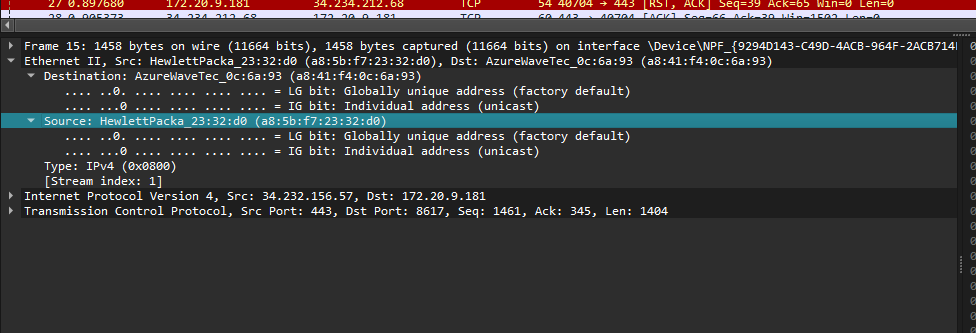 27 0.897680 172.20.9.181 34.234.212.68 TCP 54 40704 → 443 [RST, ACK] Seq=39 Ack=65 Win=0 Len=0
28 0.905373 34.234.212.68 172.20.9.181 TCP 60 443 → 40704 [ACK] Seq=66 Win=1502 Len=0
Frame 15: 1458 bytes on wire (11664 bits), 1458 bytes captured (11664 bits) on interface \Device\NPF_{9294D143-C49D-4ACB-964F-2ACB714
Ethernet II, Src: HewlettPacka_23:32:d0 (a8:5b:f7:23:32:d0), Dst: AzureWaveTec_0c:6a:93 (a8:41:f4:0c:6a:93)
Destination: AzureWaveTec_0c:6a:93 (a8:41:f4:0c:6a:93)
.... ..0. .... .... .... .... = LG bit: Globally unique address (factory default)
.... ...0 .... .... .... .... = IG bit: Individual address (unicast)
Source: HewlettPacka_23:32:d0 (a8:5b:f7:23:32:d0)
.... ..0. .... .... .... .... = LG bit: Globally unique address (factory default)
.... ...0 .... .... .... .... = IG bit: Individual address (unicast)
Type: IPv4 (0x0800)
[Stream index: 1]
Internet Protocol Version 4, Src: 34.232.156.57, Dst: 172.20.9.181
Transmission Control Protocol, Src Port: 443, Dst Port: 8617, Seq: 1461, Ack: 345, Len: 1404